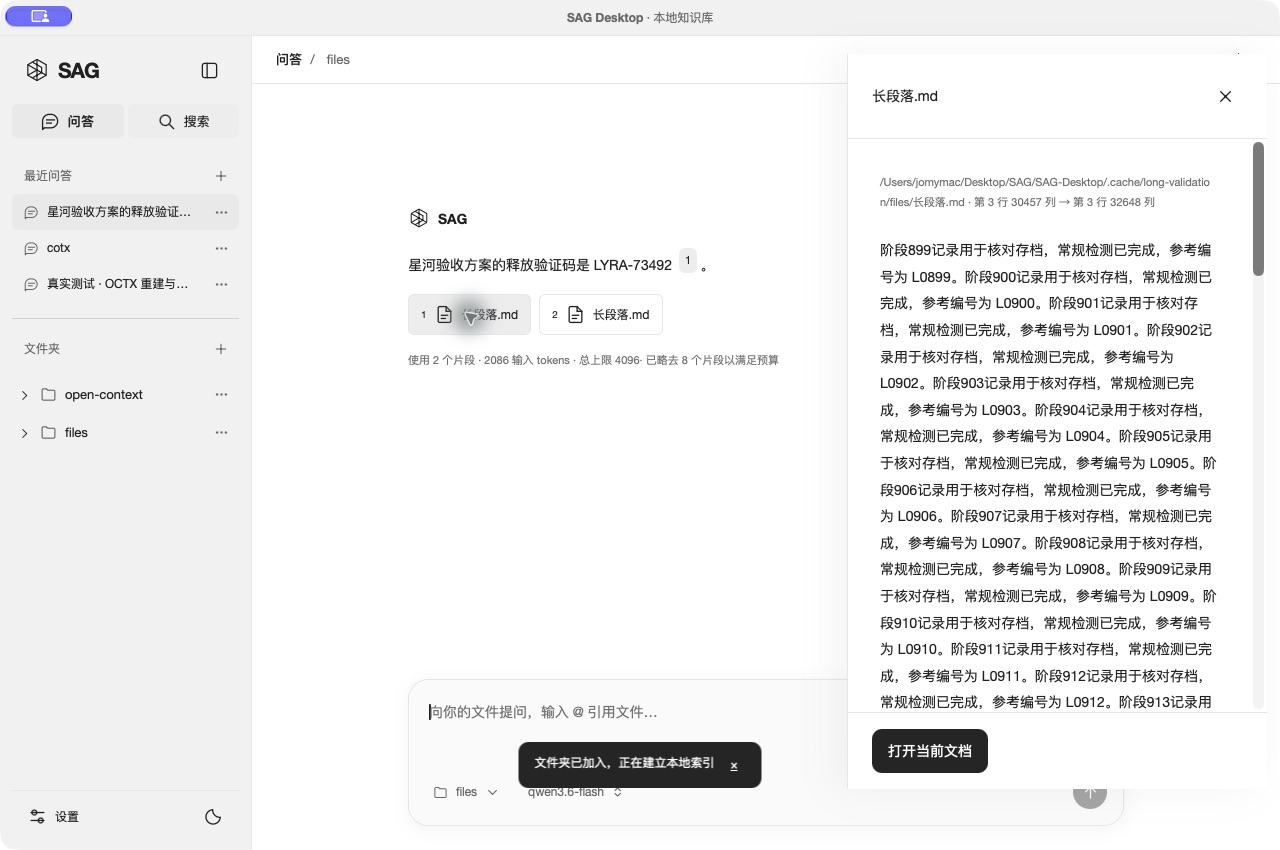 SAG Desktop · 本地知识库
SAG
问答
搜索
最近问答
星河验收方案的释放验证…
cotx
真实测试 · OCTX 重建与…
文件夹
open-context
files
设置
问答 / files
SAG
星河验收方案的释放验证码是 LYRA-73492 1 。
1 长段落.md
2 长段落.md
使用 2 个片段 · 2086 输入 tokens · 总上限 4096· 已略去 8 个片段以满足预算
向你的文件提问，输入 @ 引用文件…
文件夹已加入，正在建立本地索引 ×
files
qwen3.6-flash
长段落.md
/Users/jomymac/Desktop/SAG/SAG-Desktop/.cache/long-validatio
n/files/长段落.md · 第 3 行 30457 列 → 第 3 行 32648 列
阶段899记录用于核对存档，常规检测已完成，参考编
号为 L0899。阶段900记录用于核对存档，常规检测已
完成，参考编号为 L0900。阶段901记录用于核对存
档，常规检测已完成，参考编号为 L0901。阶段902记
录用于核对存档，常规检测已完成，参考编号为
L0902。阶段903记录用于核对存档，常规检测已完
成，参考编号为 L0903。阶段904记录用于核对存档，
常规检测已完成，参考编号为 L0904。阶段905记录用
于核对存档，常规检测已完成，参考编号为 L0905。阶
段906记录用于核对存档，常规检测已完成，参考编号
为 L0906。阶段907记录用于核对存档，常规检测已完
成，参考编号为 L0907。阶段908记录用于核对存档，
常规检测已完成，参考编号为 L0908。阶段909记录用
于核对存档，常规检测已完成，参考编号为 L0909。阶
段910记录用于核对存档，常规检测已完成，参考编号
为 L0910。阶段911记录用于核对存档，常规检测已完
成，参考编号为 L0911。阶段912记录用于核对存档，
常规检测已完成，参考编号为 L0912。阶段913记录用
打开当前文档